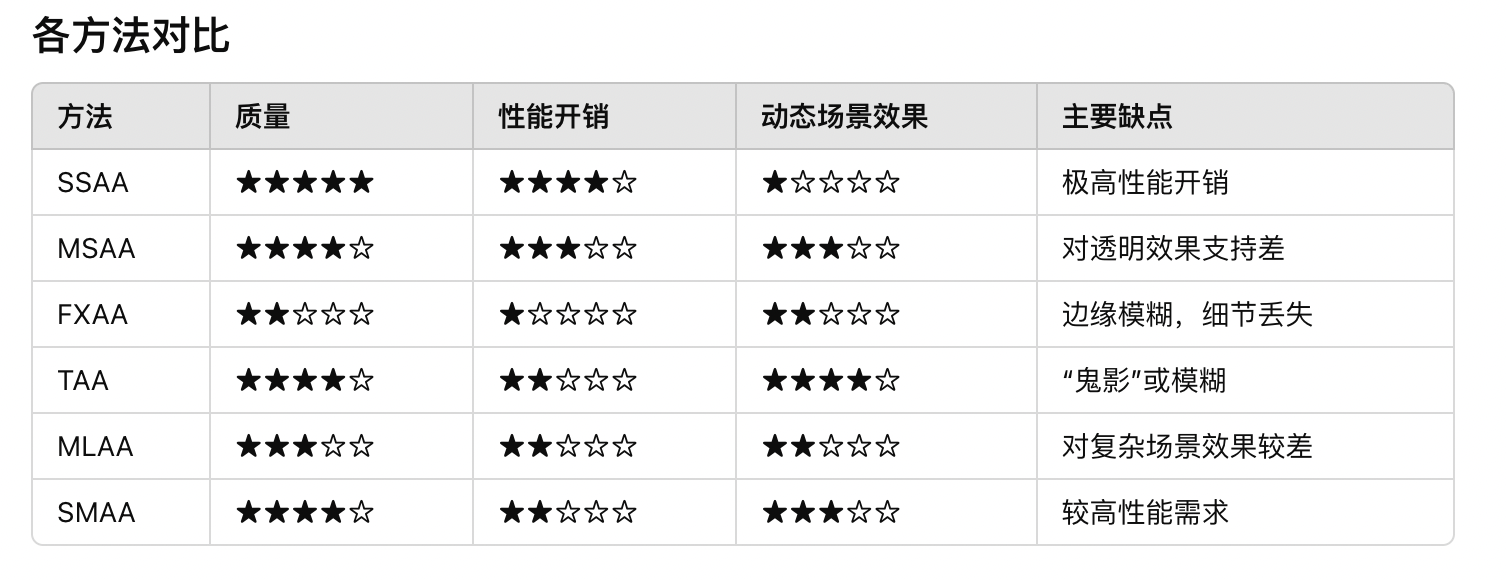 各方法对比
方法 质量 性能开销 动态场景效果 主要缺点
SSAA ★★★★★ ★★★★☆ ★☆☆☆☆ 极高性能开销
MSAA ★★★★☆ ★★★☆☆ ★★★☆☆ 对透明效果支持差
FXAA ★★☆☆☆ ★☆☆☆☆ ★★☆☆☆ 边缘模糊，细节丢失
TAA ★★★★☆ ★★☆☆☆ ★★★★☆ “鬼影”或模糊
MLAA ★★★☆☆ ★★☆☆☆ ★★☆☆☆ 对复杂场景效果较差
SMAA ★★★★☆ ★★☆☆☆ ★★★☆☆ 较高性能需求